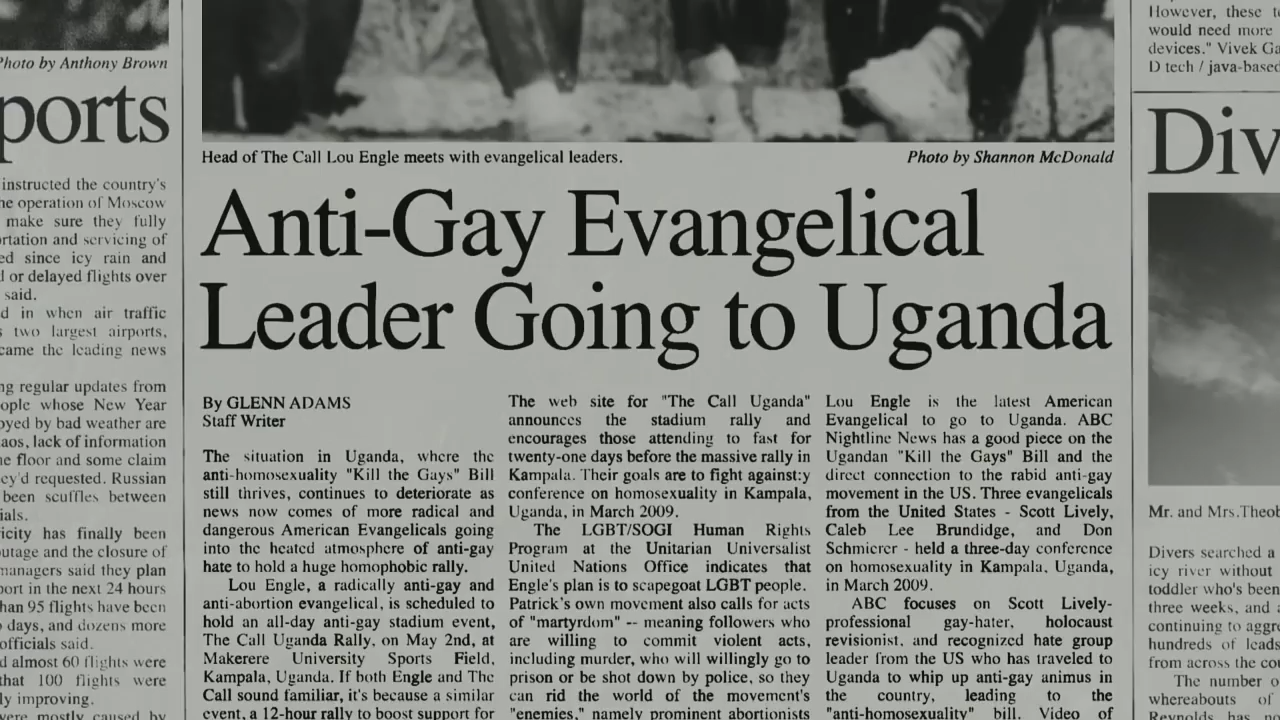 Photo by Anthony Brown
ports
instructed the country's
he operation of Moscow
make sure they fully
rtation and servicing of
ed since icy rain and
d or delayed flights over
said.
d in when air traffic
s two largest airports,
came the leading news
ng regular updates from
ople whose New Year
oyed by bad weather are
aos, lack of information
he floor and some claim
ey'd requested. Russian
been scuffles between
ials.
ricity has finally been
outage and the closure of
managers said they plan
port in the next 24 hours
han 95 flights have been
o days, and dozens more
officials said.
d almost 60 flights were
that 100 flights were
ly improving.
were mostly caused by
Head of The Call Lou Engle meets with evangelical leaders.
Photo by Shannon McDonald
Anti-Gay Evangelical
Leader Going to Uganda
By GLENN ADAMS
Staff Writer
The situation in Uganda, where the
anti-homosexuality "Kill the Gays" Bill
still thrives, continues to deteriorate as
news now comes of more radical and
dangerous American Evangelicals going
into the heated atmosphere of anti-gay
hate to hold a huge homophobic rally.
Lou Engle, a radically anti-gay and
anti-abortion evangelical, is scheduled to
hold an all-day anti-gay stadium event,
The Call Uganda Rally, on May 2nd, at
Makerere University Sports Field,
Kampala, Uganda. If both Engle and The
Call sound familiar, it's because a similar
event, a 12-hour rally to boost support for
The web site for "The Call Uganda"
announces the stadium rally and
encourages those attending to fast for
twenty-one days before the massive rally in
Kampala. Their goals are to fight against:y
conference on homosexuality in Kampala,
Uganda, in March 2009.
The LGBT/SOGI Human Rights
Program at the Unitarian Universalist
United Nations Office indicates that
Engle's plan is to scapegoat LGBT people.
Patrick's own movement also calls for acts
of "martyrdom" -- meaning followers who
are willing to commit violent acts,
including murder, who will willingly go to
prison or be shot down by police, so they
can rid the world of the movement's
"enemies," namely prominent abortionists
Lou Engle is the latest American
Evangelical to go to Uganda. ABC
Nightline News has a good piece on the
Ugandan "Kill the Gays" Bill and the
direct connection to the rabid anti-gay
movement in the US. Three evangelicals
from the United States - Scott Lively,
Caleb Lee Brundidge, and Don
Schmierer - held a three-day conference
on homosexuality in Kampala, Uganda,
in March 2009.
ABC focuses on Scott Lively-
professional gay-hater, holocaust
revisionist, and recognized hate group
leader from the US who has traveled to
Uganda to whip up anti-gay animus in
the country, leading to the
"anti-homosexuality" bill. Video of
However, these t
would need more
devices." Vivek Ga
D tech / java-based
Div
Mr. and Mrs.Theob
Divers searched a
icy river without
toddler who's been
three weeks, and a
continuing to aggre
hundreds of leads
from across the cou
The number o
whereabouts of
Reynolds has